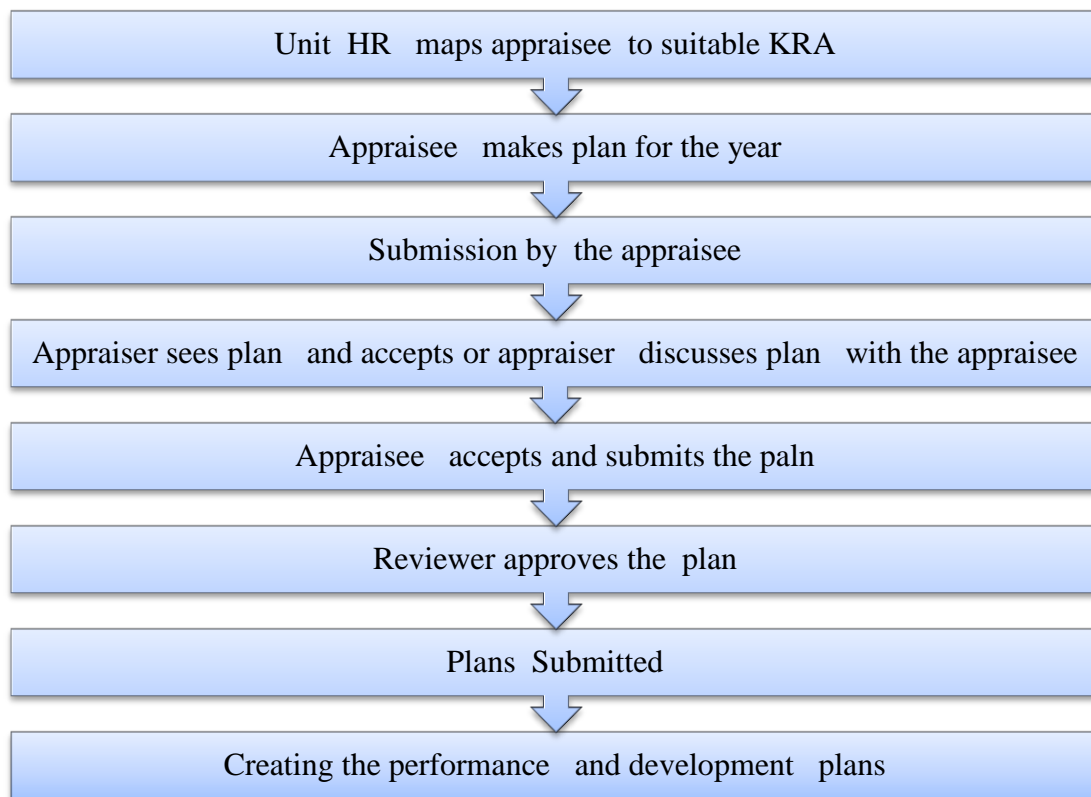 Unit HR maps appraisee to suitable KRA
Appraisee makes plan for the year
Submission by the appraisee
Appraiser sees plan and accepts or appraiser discusses plan with the appraisee
Appraisee accepts and submits the paln
Reviewer approves the plan
Plans Submitted
Creating the performance and development plans